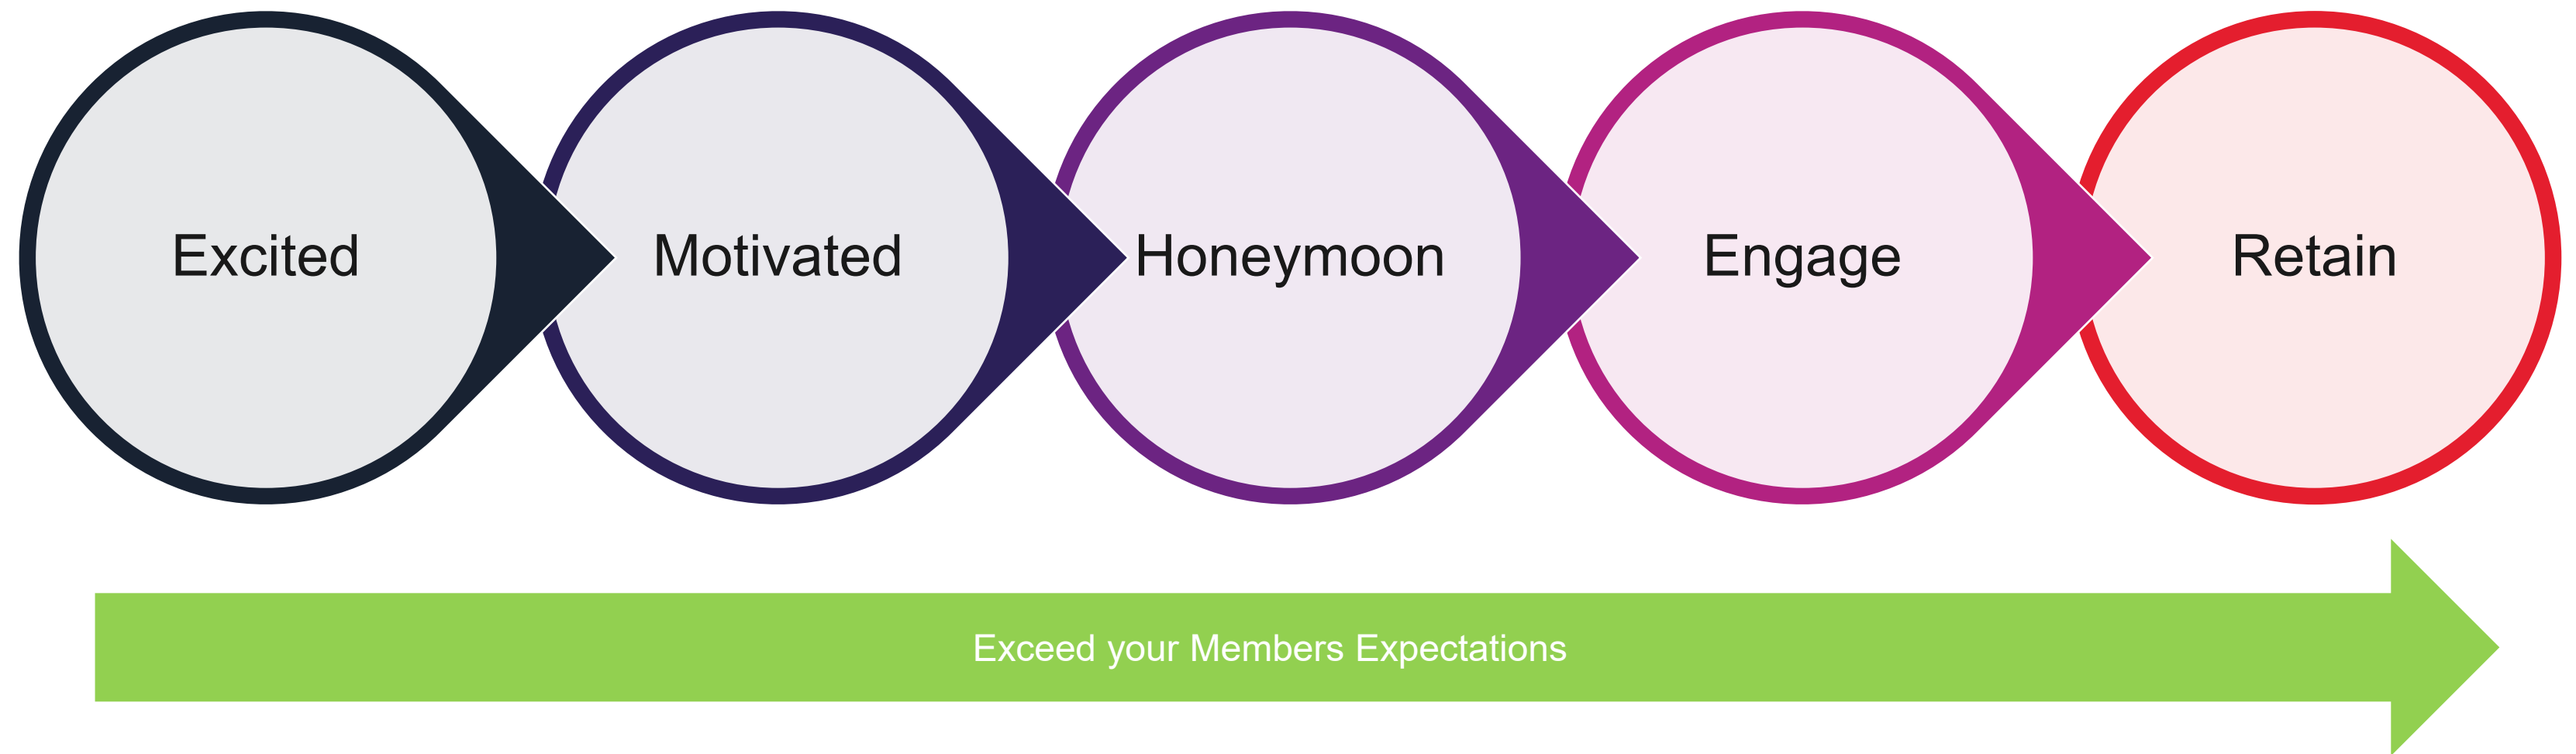 Excited
Motivated
Honeymoon
Engage
Retain
Exceed your Members Expectations